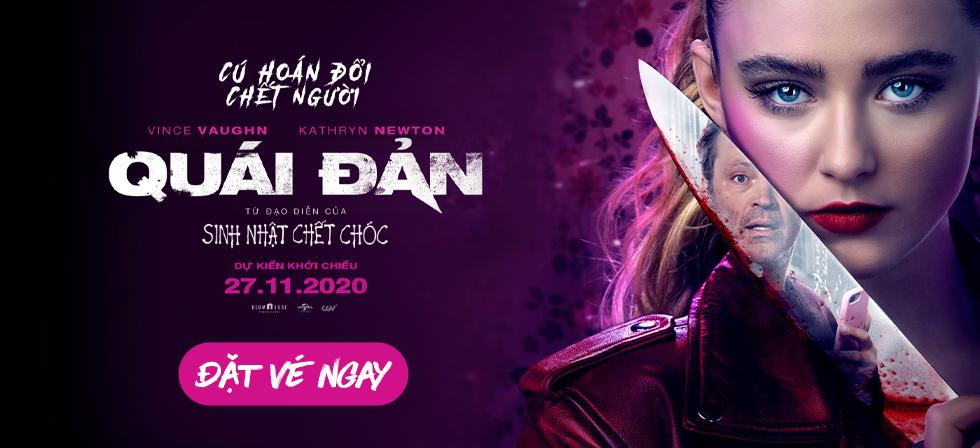 CÚ HOÁN ĐỔI
CHẾT NGƯỜI
VINCE VAUGHN KATHRYN NEWTON
QUÁI ĐẢN
TỪ ĐẠO DIỄN CỦA
SINH NHẬT CHẾT CHÓC
DỰ KIẾN KHỞI CHIẾU
27.11.2020
BLUMHOUSE CGV
ĐẶT VÉ NGAY